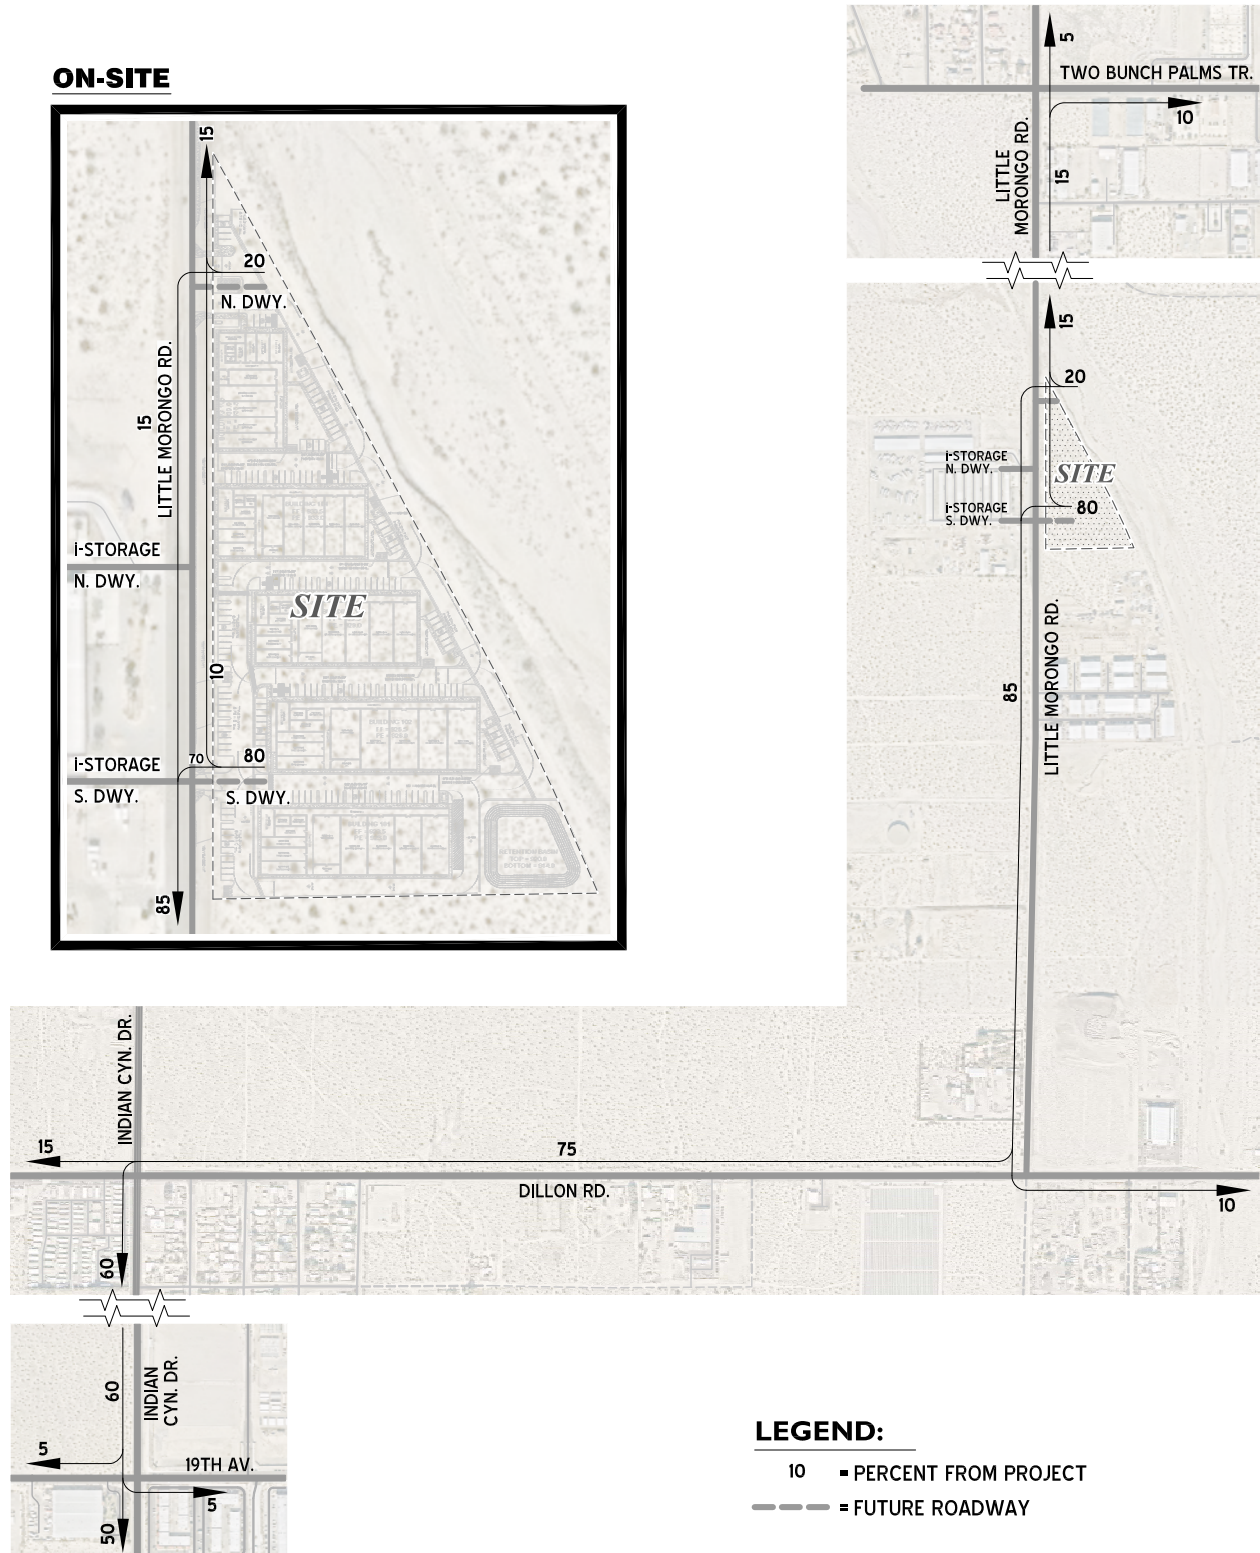 ON-SITE
15
20
N. DWY.
15
LITTLE MORONGO RD.
i-STORAGE
N. DWY.
SITE
10
70
80
i-STORAGE
S. DWY.
S. DWY.
85
5
TWO BUNCH PALMS TR.
10
LITTLE
MORONGO RD.
15
15
20
i-STORAGE
N. DWY.
SITE
i-STORAGE
S. DWY.
80
85
LITTLE MORONGO RD.
INDIAN CYN. DR.
15
75
DILLON RD.
10
60
60
INDIAN
CYN. DR.
5
19TH AV.
5
50
LEGEND:
10 = PERCENT FROM PROJECT
= FUTURE ROADWAY